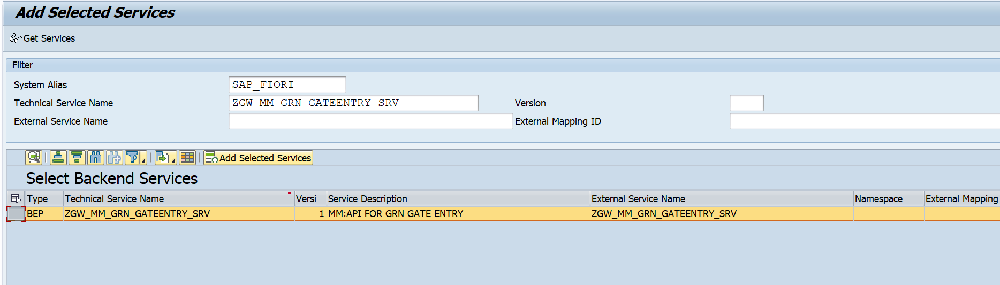 Add Selected Services
Get Services
Filter
System Alias SAP_FIORI
Technical Service Name ZGW_MM_GRN_GATEENTRY_SRV Version
External Service Name External Mapping ID
Add Selected Services
Select Backend Services
Type Technical Service Name Versi... Service Description External Service Name Namespace External Mapping
BEP ZGW_MM_GRN_GATEENTRY_SRV 1 MM:API FOR GRN GATE ENTRY ZGW_MM_GRN_GATEENTRY_SRV